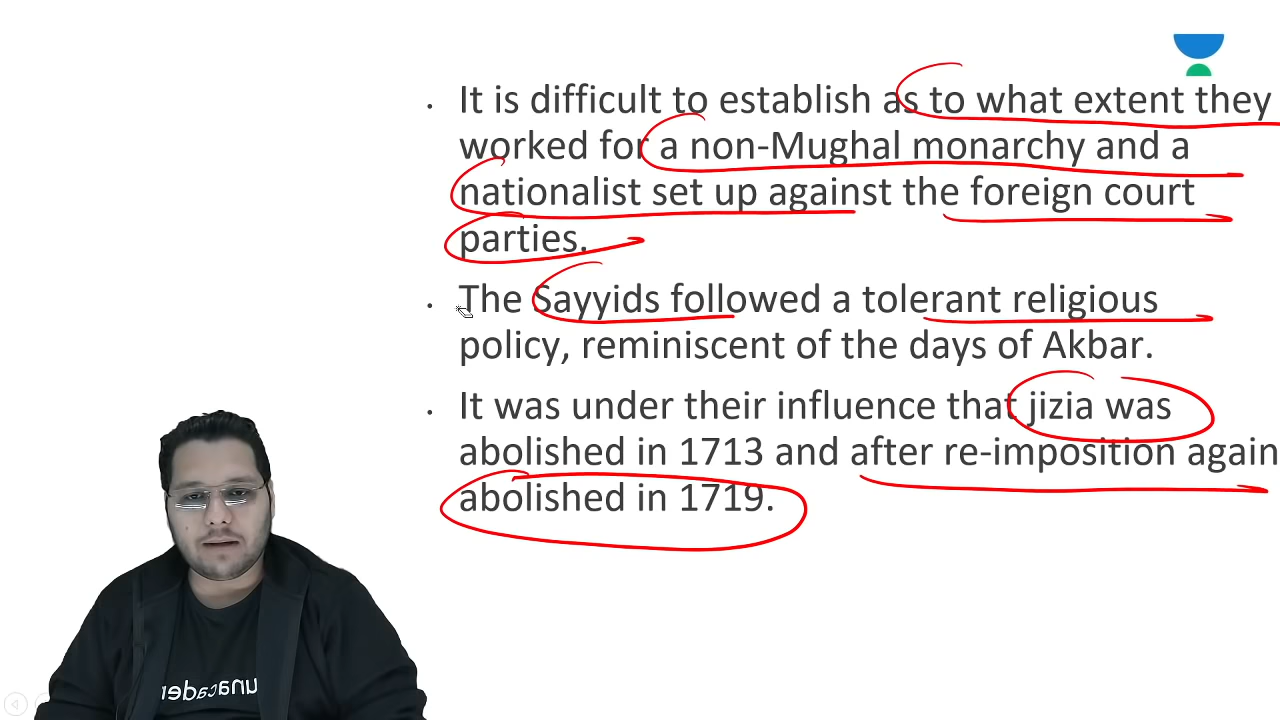 • It is difficult to establish as to what extent they
worked for a non-Mughal monarchy and a
nationalist set up against the foreign court
parties.
• The Sayyids followed a tolerant religious
policy, reminiscent of the days of Akbar.
• It was under their influence that jizia was
abolished in 1713 and after re-imposition again
abolished in 1719.
unacader